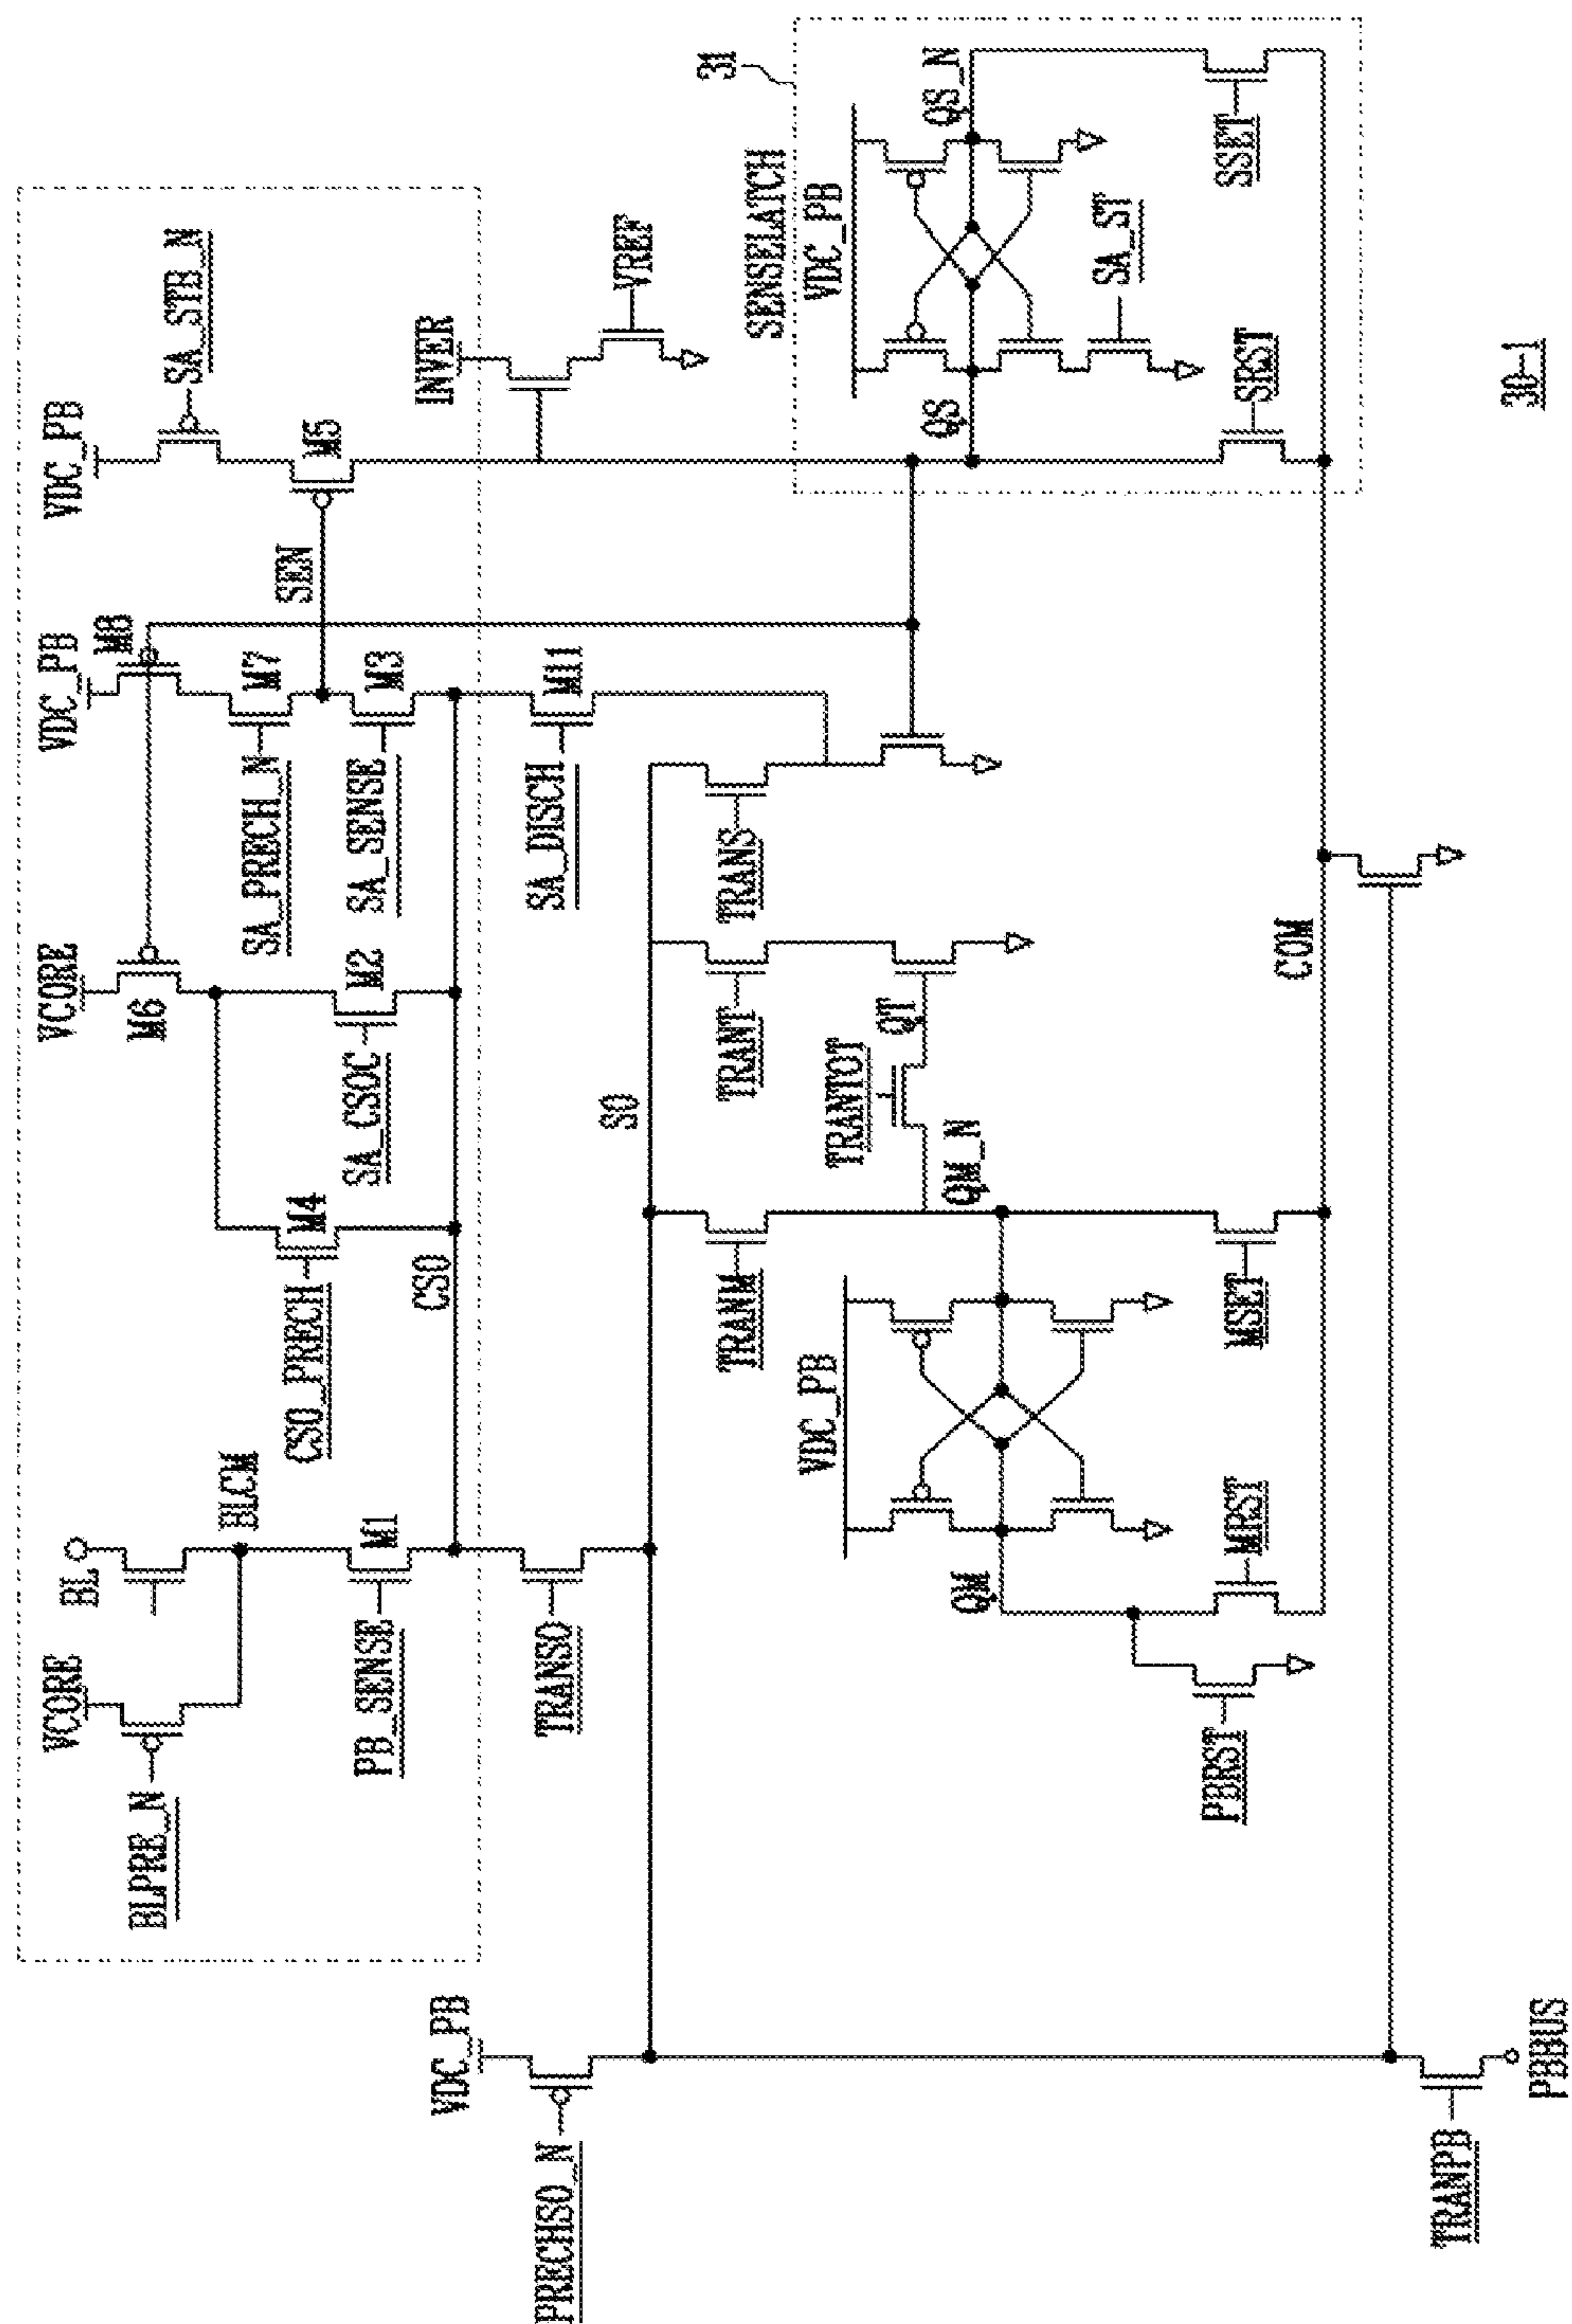 VCORE
BL
BLPRE_N
BLCM
PB_SENSE
M1
CSO_PRECH
M4
CSO
VCORE
M6
SA_CSOC
M2
VDC_PB
M8
SA_PRECH_N
M7
SA_SENSE
M3
SEN
VDC_PB
SA_STB_N
M5
VDC_PB
PRECHSO_N
TRANSO
SO
SA_DISCH
M11
INVER
VREF
TRANM
TRANT
TRANS
TRANTOT
QT
QM_N
QM
VDC_PB
PBRST
MRST
MSET
COM
31
SENSELATCH
VDC_PB
QS
QS_N
SA_ST
SRST
SSET
TRANPB
PBBUS
30-1